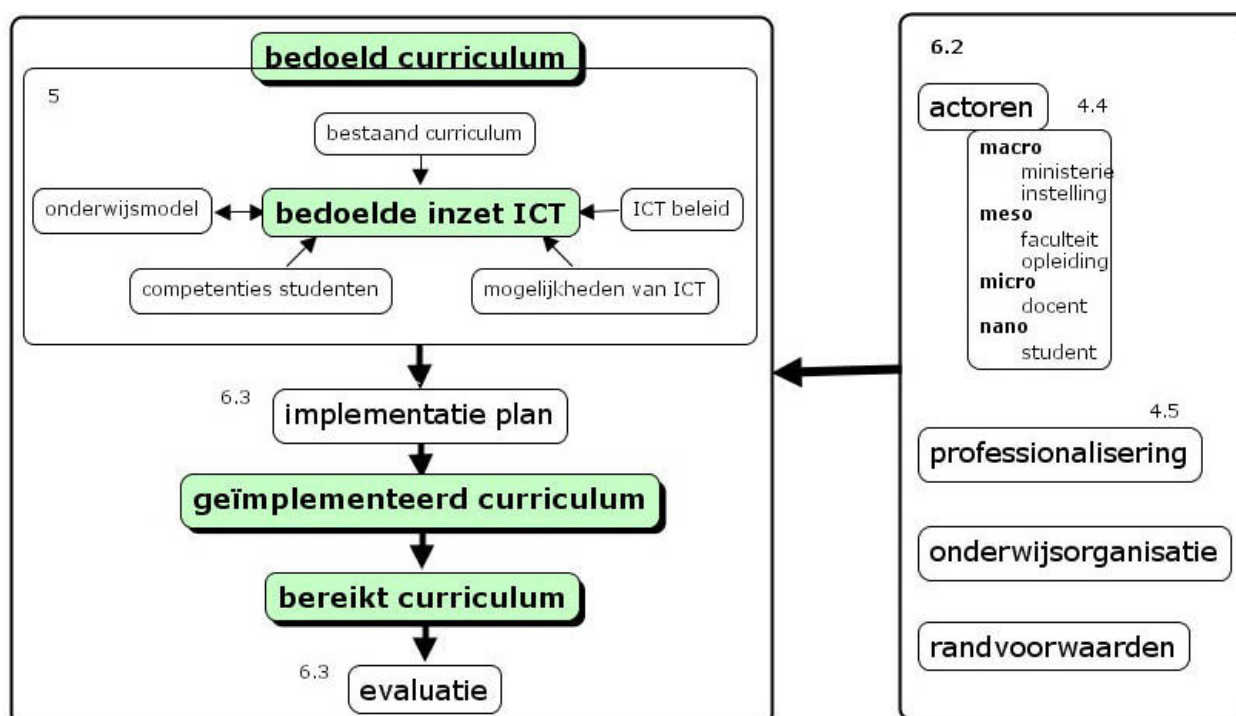 bedoeld curriculum
5
bestaand curriculum
onderwijsmodel
bedoelde inzet ICT
ICT beleid
competenties studenten
mogelijkheden van ICT
6.3
implementatie plan
geïmplementeerd curriculum
bereikt curriculum
6.3
evaluatie
6.2
actoren
4.4
macro
ministerie
instelling
meso
faculteit
opleiding
micro
docent
nano
student
4.5
professionalisering
onderwijsorganisatie
randvoorwaarden